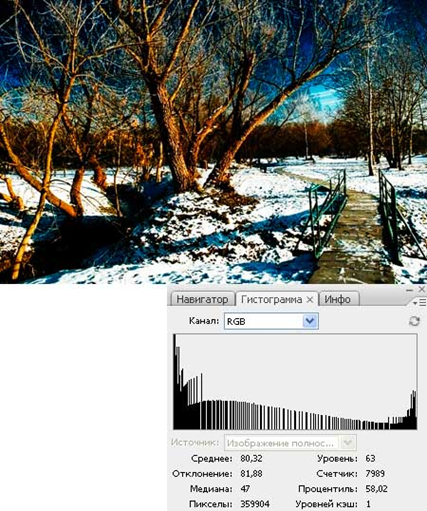 Навигатор Гистограмма × Инфо
Канал: RGB
Источник: Изображение полнос...
Среднее: 80,32 Уровень: 63
Отклонение: 81,88 Счетчик: 7989
Медиана: 47 Процентиль: 58,02
Пикселы: 359904 Уровней кэш: 1